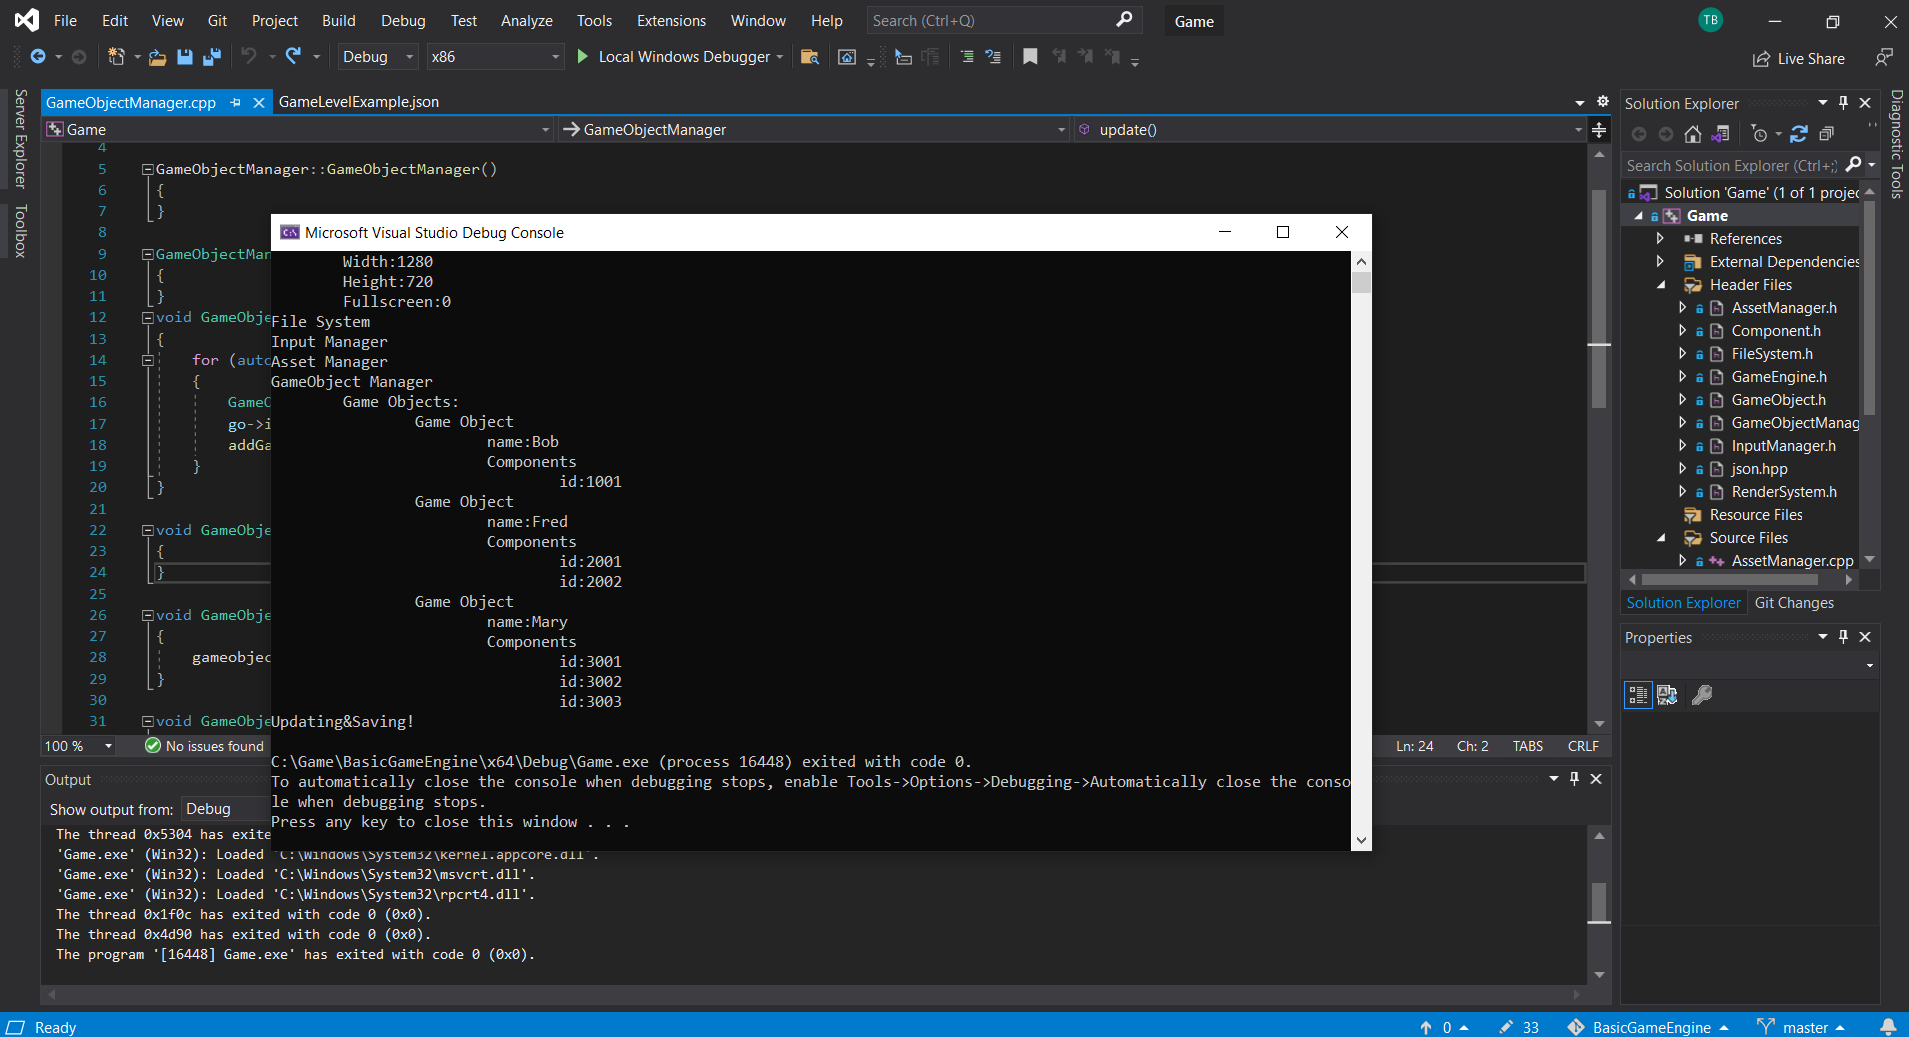 File Edit View Git Project Build Debug Test Analyze Tools Extensions Window Help Search (Ctrl+Q) Game TB
Debug x86 Local Windows Debugger Live Share
Server Explorer
Toolbox
GameObjectManager.cpp GameLevelExample.json
Game GameObjectManager update()
4
5 GameObjectManager::GameObjectManager()
6 {
7 }
8
9 GameObjectMan
10 {
11 }
12 void GameObje
13 {
14 for (auto
15 {
16 GameO
17 go->i
18 addGa
19 }
20 }
21
22 void GameObje
23 {
24 }
25
26 void GameObje
27 {
28 gameobjec
29 }
30
31 void GameObje
100 % No issues found Ln: 24 Ch: 2 TABS CRLF
Microsoft Visual Studio Debug Console
Width:1280
Height:720
Fullscreen:0
File System
Input Manager
Asset Manager
GameObject Manager
Game Objects:
Game Object
name:Bob
Components
id:1001
Game Object
name:Fred
Components
id:2001
id:2002
Game Object
name:Mary
Components
id:3001
id:3002
id:3003
Updating&Saving!
C:\Game\BasicGameEngine\x64\Debug\Game.exe (process 16448) exited with code 0.
To automatically close the console when debugging stops, enable Tools->Options->Debugging->Automatically close the conso
le when debugging stops.
Press any key to close this window . . .
Output
Show output from: Debug
The thread 0x5304 has exite
'Game.exe' (Win32): Loaded 'C:\Windows\System32\kernel.appcore.dll'.
'Game.exe' (Win32): Loaded 'C:\Windows\System32\msvcrt.dll'.
'Game.exe' (Win32): Loaded 'C:\Windows\System32\rpcrt4.dll'.
The thread 0x1f0c has exited with code 0 (0x0).
The thread 0x4d90 has exited with code 0 (0x0).
The program '[16448] Game.exe' has exited with code 0 (0x0).
Solution Explorer
Search Solution Explorer (Ctrl+;)
Solution 'Game' (1 of 1 projec
Game
References
External Dependencies
Header Files
AssetManager.h
Component.h
FileSystem.h
GameEngine.h
GameObject.h
GameObjectManag
InputManager.h
json.hpp
RenderSystem.h
Resource Files
Source Files
AssetManager.cpp
Solution Explorer Git Changes
Properties
Diagnostic Tools
Ready 0 33 BasicGameEngine master